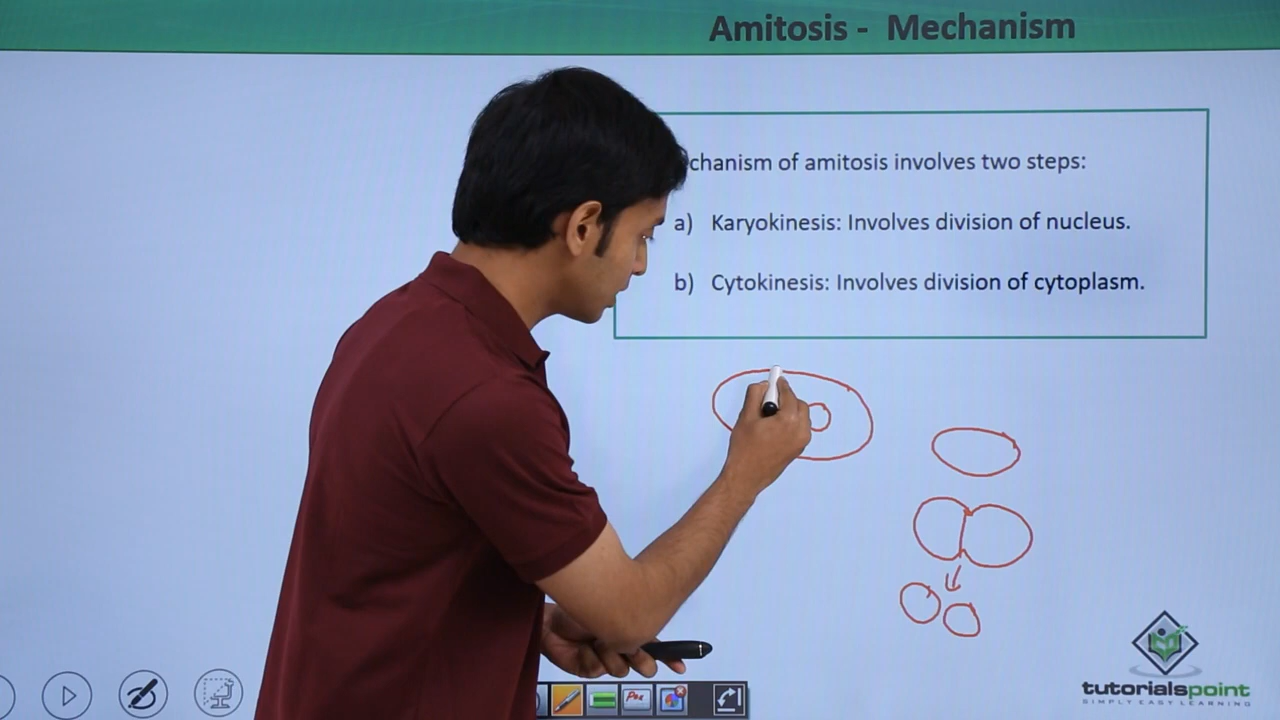 Amitosis - Mechanism
chanism of amitosis involves two steps:
a) Karyokinesis: Involves division of nucleus.
b) Cytokinesis: Involves division of cytoplasm.
tutorialspoint
SIMPLY EASY LEARNING